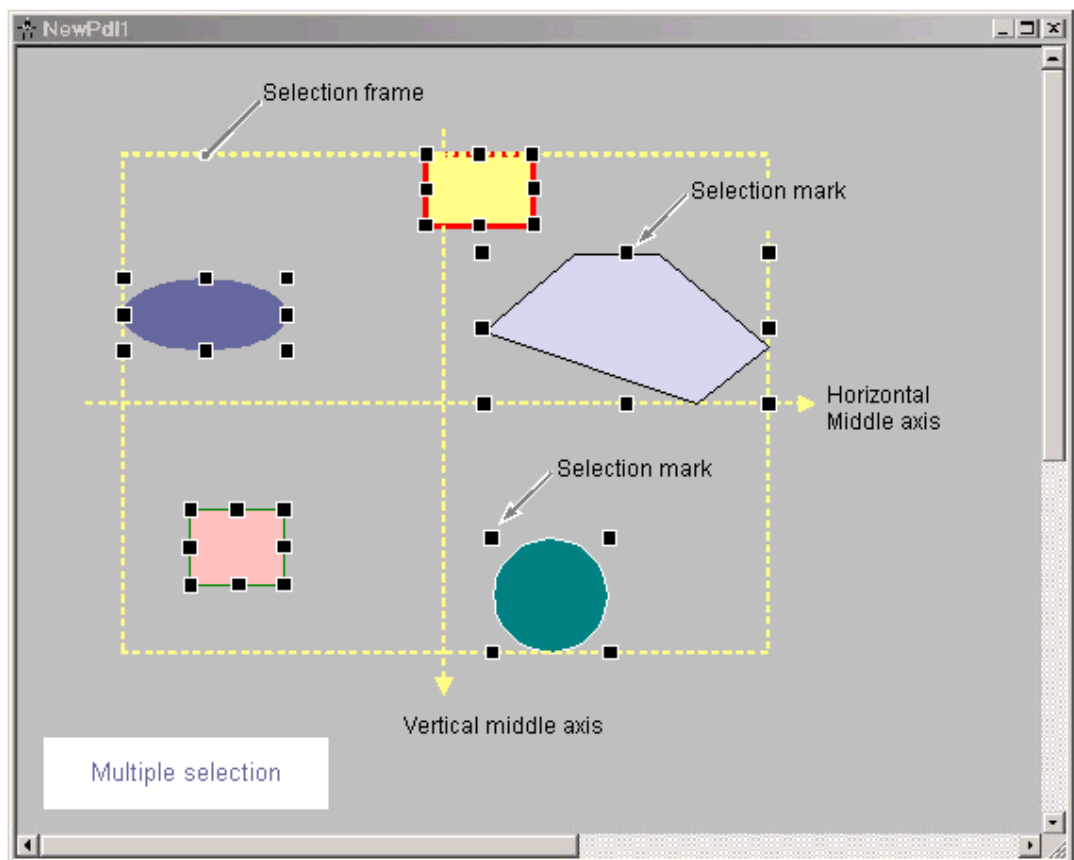 NewPdl1
Selection frame
Selection mark
Horizontal
Middle axis
Selection mark
Vertical middle axis
Multiple selection